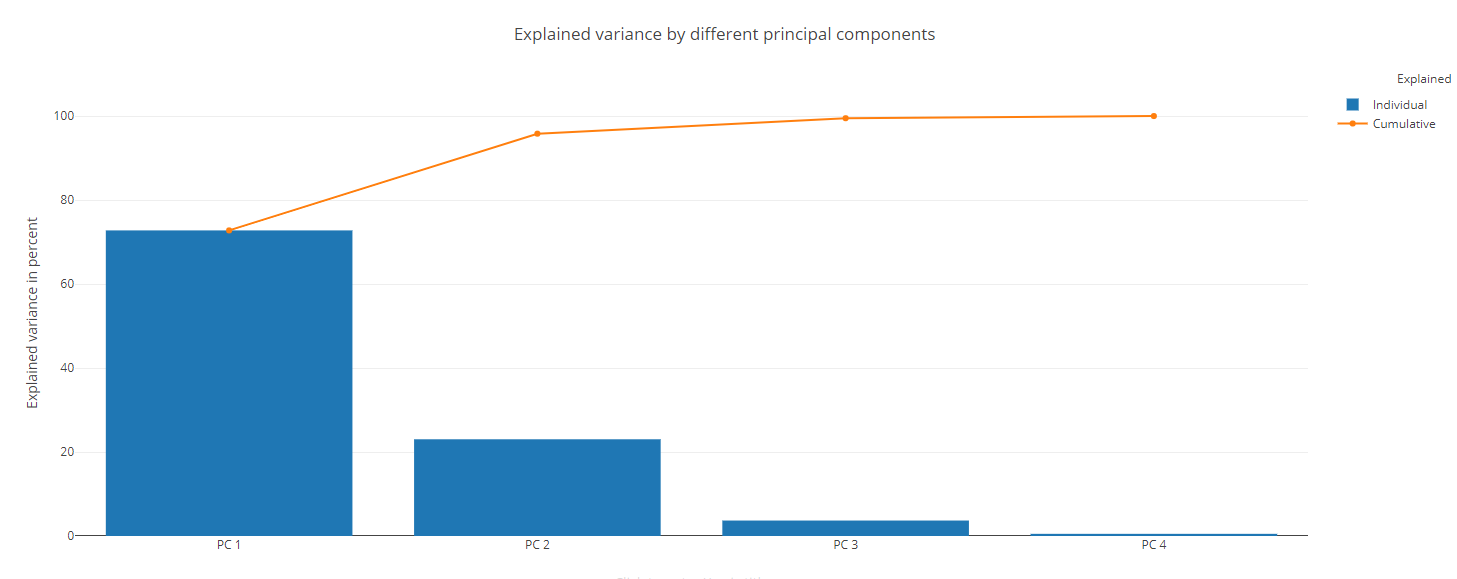 Explained variance by different principal components
Explained
Individual
Cumulative
Explained variance in percent
100
80
60
40
20
0
PC 1
PC 2
PC 3
PC 4